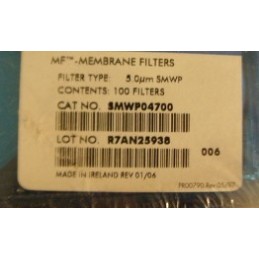 MF™-MEMBRANE FILTERS
FILTER TYPE: 5.0µm SMWP
CONTENTS: 100 FILTERS
CAT NO. SMWP04700
LOT NO. R7AN25938
006
MADE IN IRELAND REV 01/06